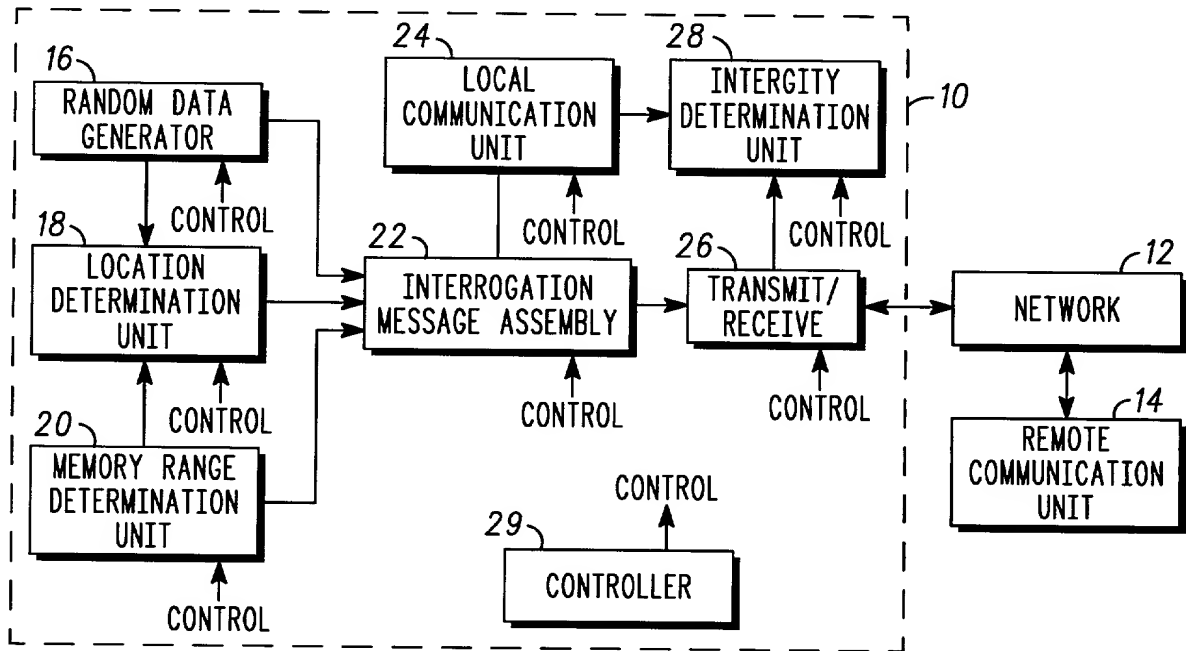 16
RANDOM DATA
GENERATOR
CONTROL
18
LOCATION
DETERMINATION
UNIT
CONTROL
20
MEMORY RANGE
DETERMINATION
UNIT
CONTROL
24
LOCAL
COMMUNICATION
UNIT
CONTROL
22
INTERROGATION
MESSAGE ASSEMBLY
CONTROL
28
INTERGITY
DETERMINATION
UNIT
CONTROL
26
TRANSMIT/
RECEIVE
CONTROL
CONTROL
29
CONTROLLER
10
12
NETWORK
14
REMOTE
COMMUNICATION
UNIT